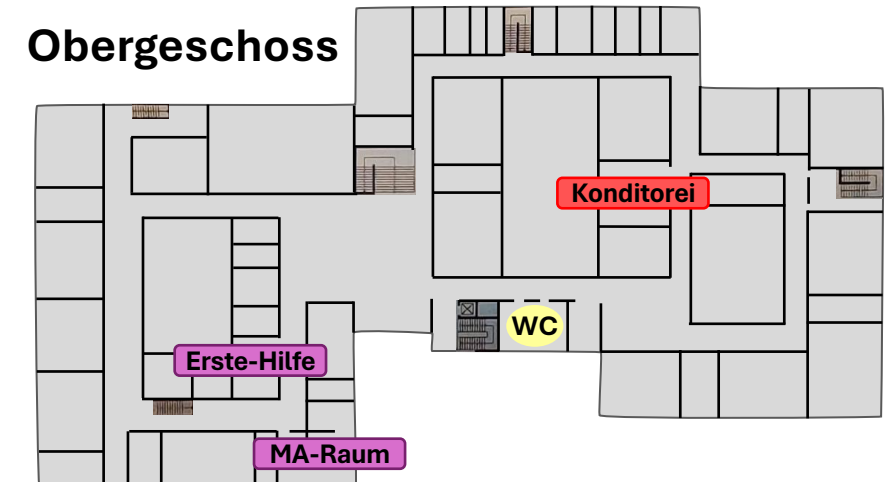 Obergeschoss
Konditorei
WC
Erste-Hilfe
MA-Raum